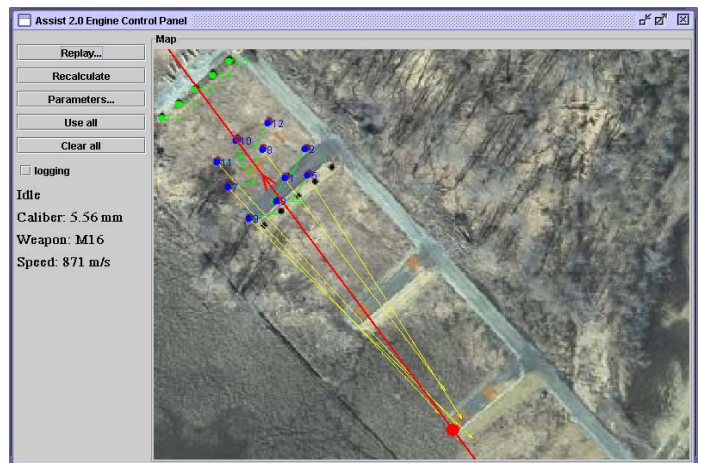 Assist 2.0 Engine Control Panel
Replay...
Recalculate
Parameters...
Use all
Clear all
logging
Idle
Caliber: 5.56 mm
Weapon: M16
Speed: 871 m/s
Map
12
10
8
2
11
1
5
7
3
9